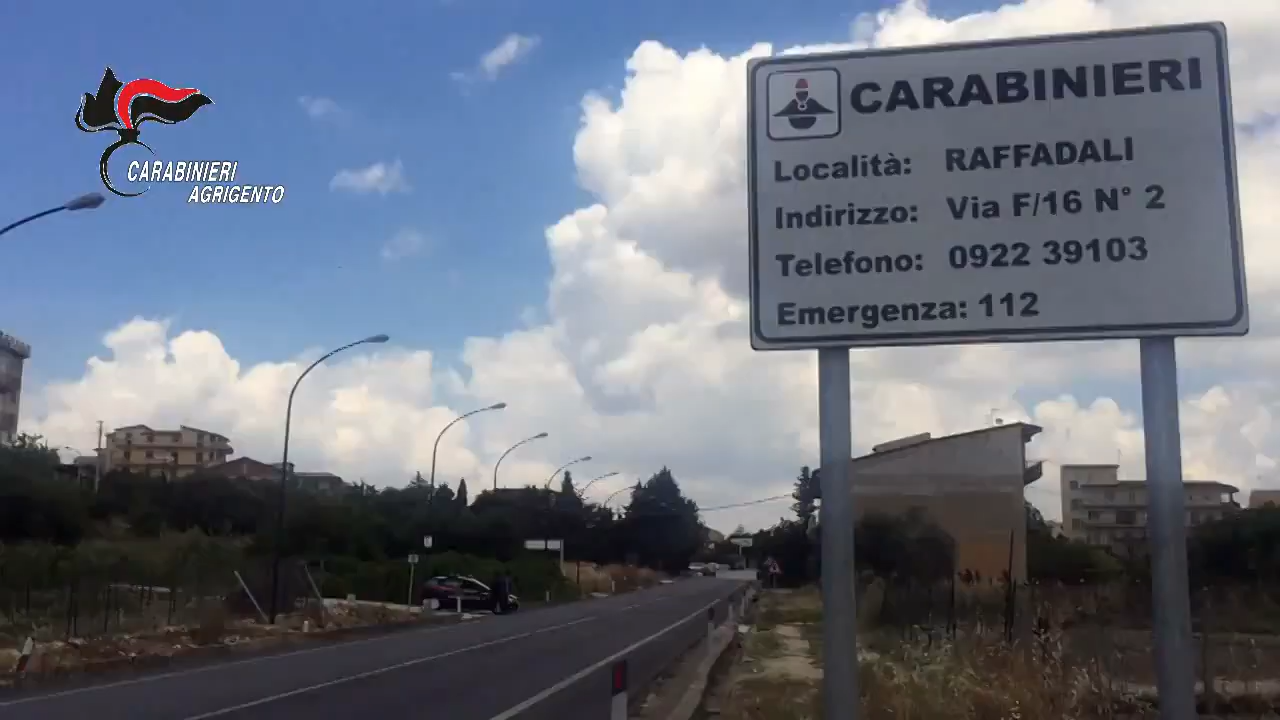 CARABINIERI
AGRIGENTO
CARABINIERI
Località: RAFFADALI
Indirizzo: Via F/16 N° 2
Telefono: 0922 39103
Emergenza: 112